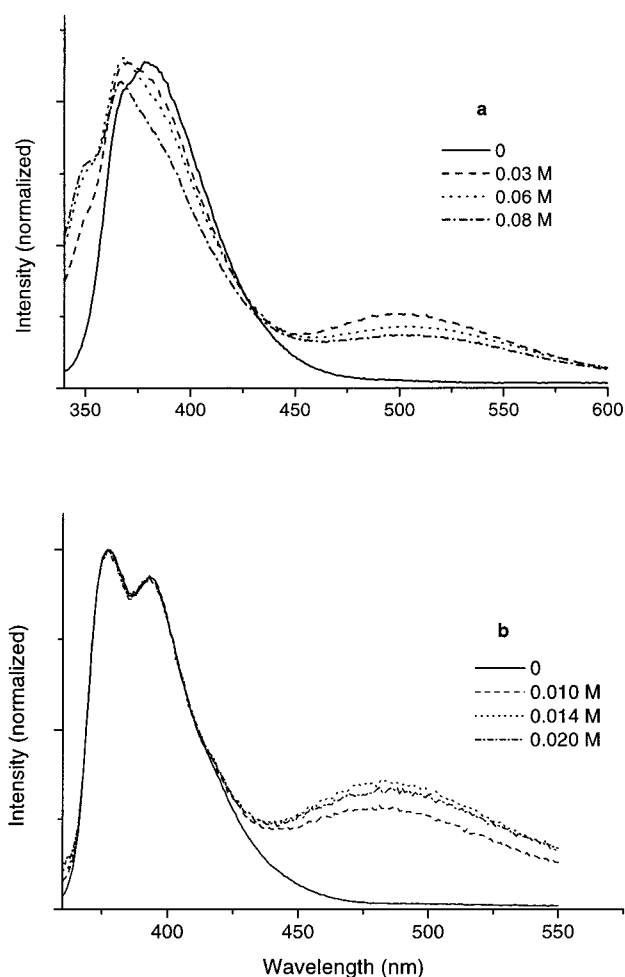 a
0
0.03 M
0.06 M
0.08 M
Intensity (normalized)
350 400 450 500 550 600
b
0
0.010 M
0.014 M
0.020 M
Intensity (normalized)
400 450 500 550
Wavelength (nm)